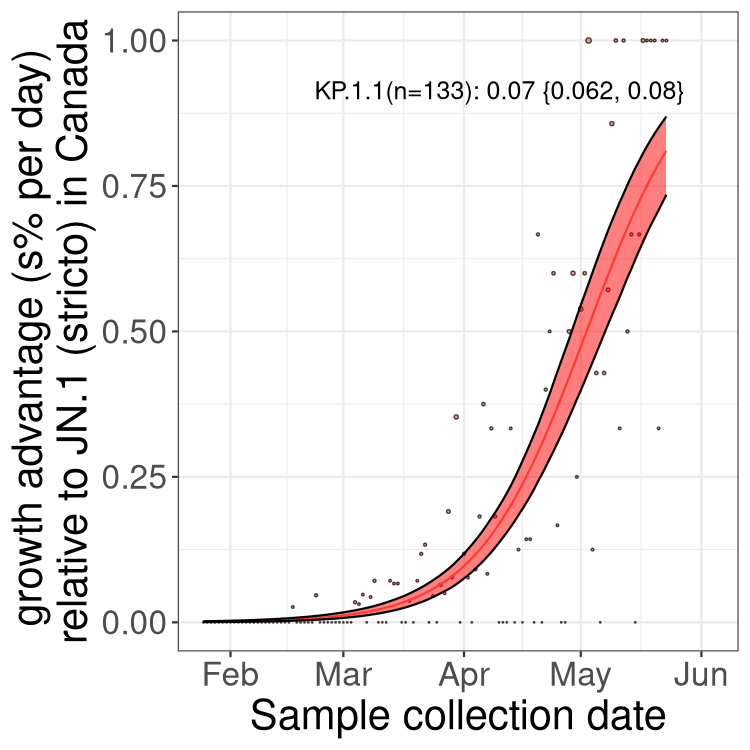 growth advantage (s% per day)
relative to JN.1 (stricto) in Canada
1.00
0.75
0.50
0.25
0.00
KP.1.1(n=133): 0.07 {0.062, 0.08}
Feb Mar Apr May Jun
Sample collection date